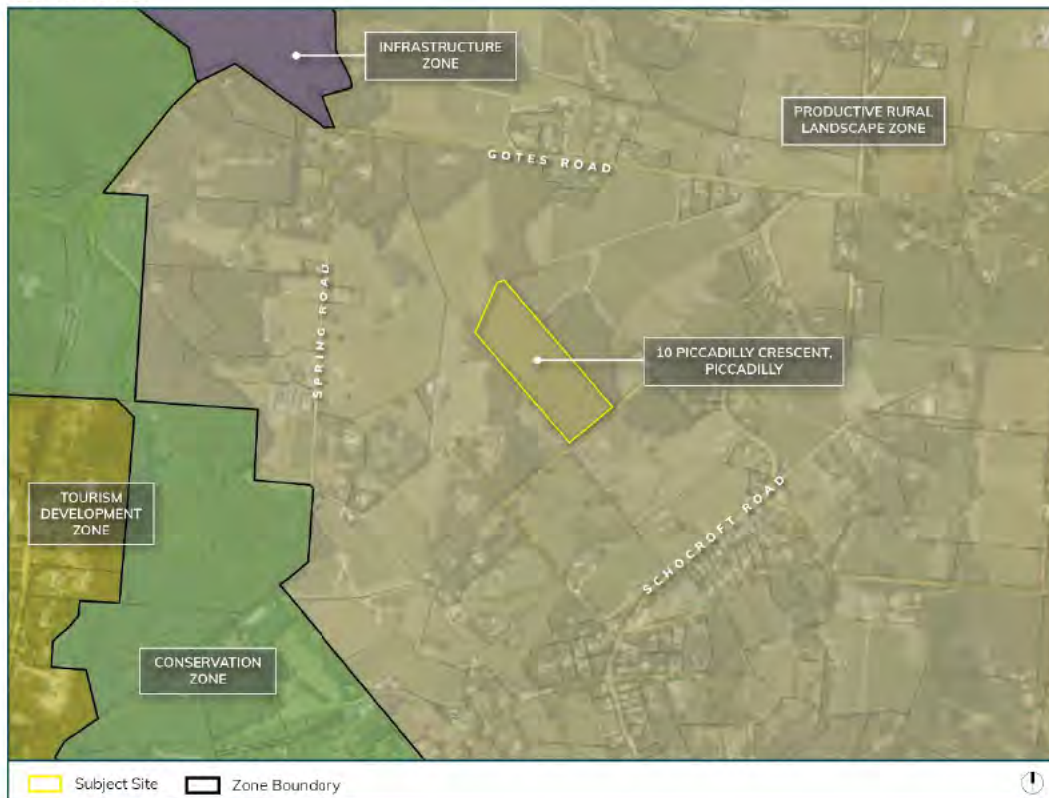 INFRASTRUCTURE
ZONE
PRODUCTIVE RURAL
LANDSCAPE ZONE
GOTES ROAD
SPRING ROAD
10 PICCADILLY CRESCENT,
PICCADILLY
TOURISM
DEVELOPMENT
ZONE
SCHOCROFT ROAD
CONSERVATION
ZONE
Subject Site
Zone Boundary